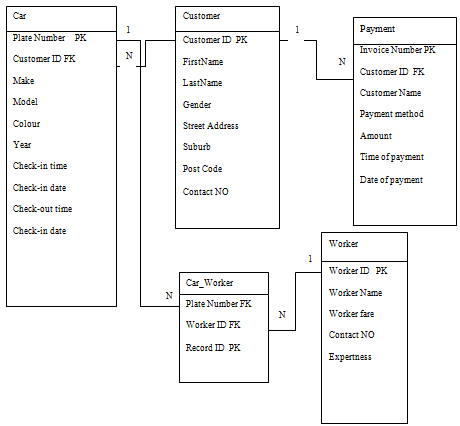 Car
Plate Number PK
Customer ID FK
Make
Model
Colour
Year
Check-in time
Check-in date
Check-out time
Check-in date
1
N
Customer
Customer ID PK
FirstName
LastName
Gender
Street Address
Suburb
Post Code
Contact NO
1
N
Payment
Invoice Number PK
Customer ID FK
Customer Name
Payment method
Amount
Time of payment
Date of payment
N
Car_Worker
Plate Number FK
Worker ID FK
Record ID PK
N
1
Worker
Worker ID PK
Worker Name
Worker fare
Contact NO
Expertness